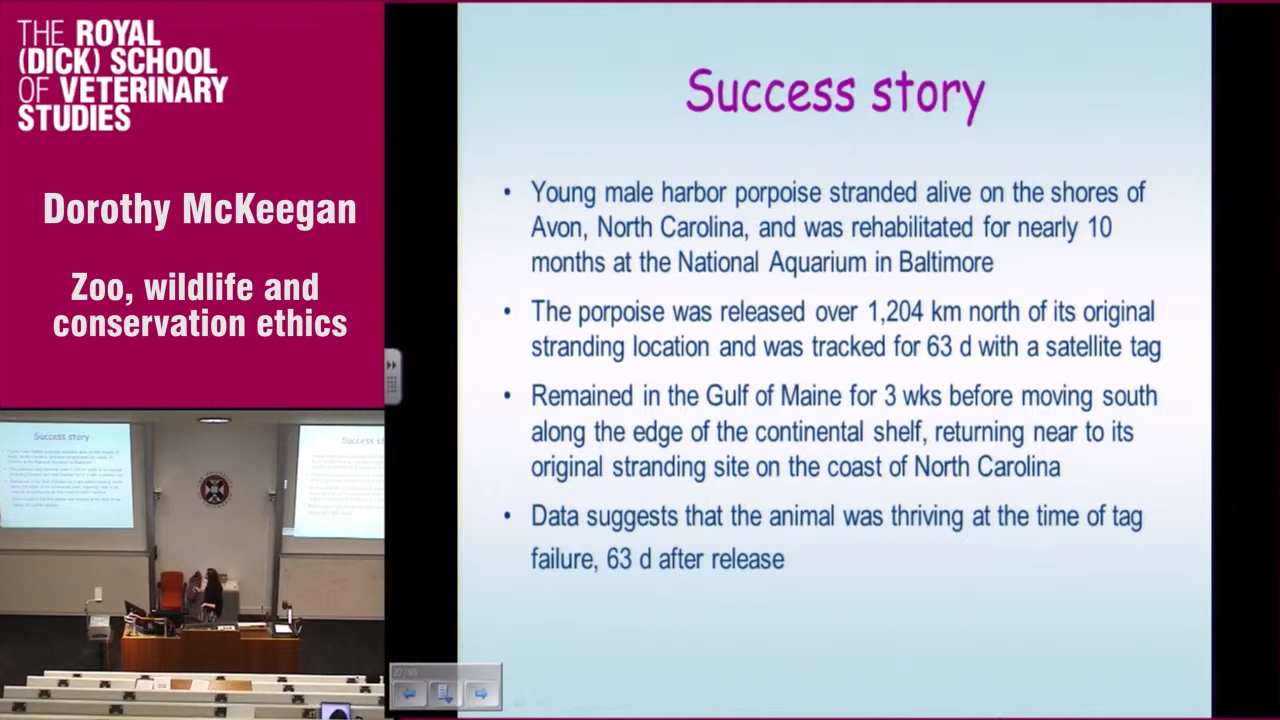 THE ROYAL
(DICK) SCHOOL
OF VETERINARY
STUDIES
Dorothy McKeegan
Zoo, wildlife and
conservation ethics
Success story
• Young male harbor porpoise stranded alive on the shores of
Avon, North Carolina, and was rehabilitated for nearly 10
months at the National Aquarium in Baltimore
• The porpoise was released over 1,204 km north of its original
stranding location and was tracked for 63 d with a satellite tag
• Remained in the Gulf of Maine for 3 wks before moving south
along the edge of the continental shelf, returning near to its
original stranding site on the coast of North Carolina
• Data suggests that the animal was thriving at the time of tag
failure, 63 d after release
Success story